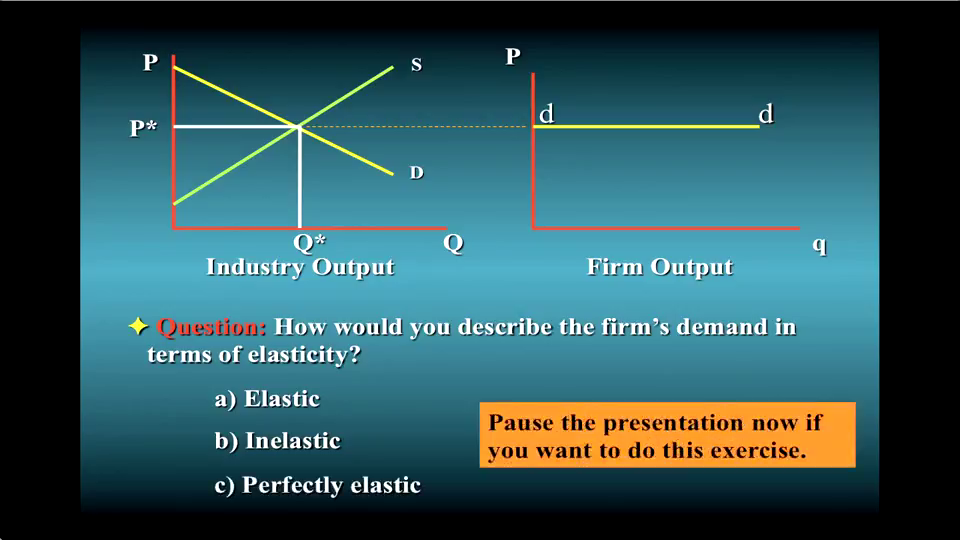 P
S
P
P*
d
d
D
Q*
Q
q
Industry Output
Firm Output
Question: How would you describe the firm's demand in
terms of elasticity?
a) Elastic
b) Inelastic
c) Perfectly elastic
Pause the presentation now if
you want to do this exercise.